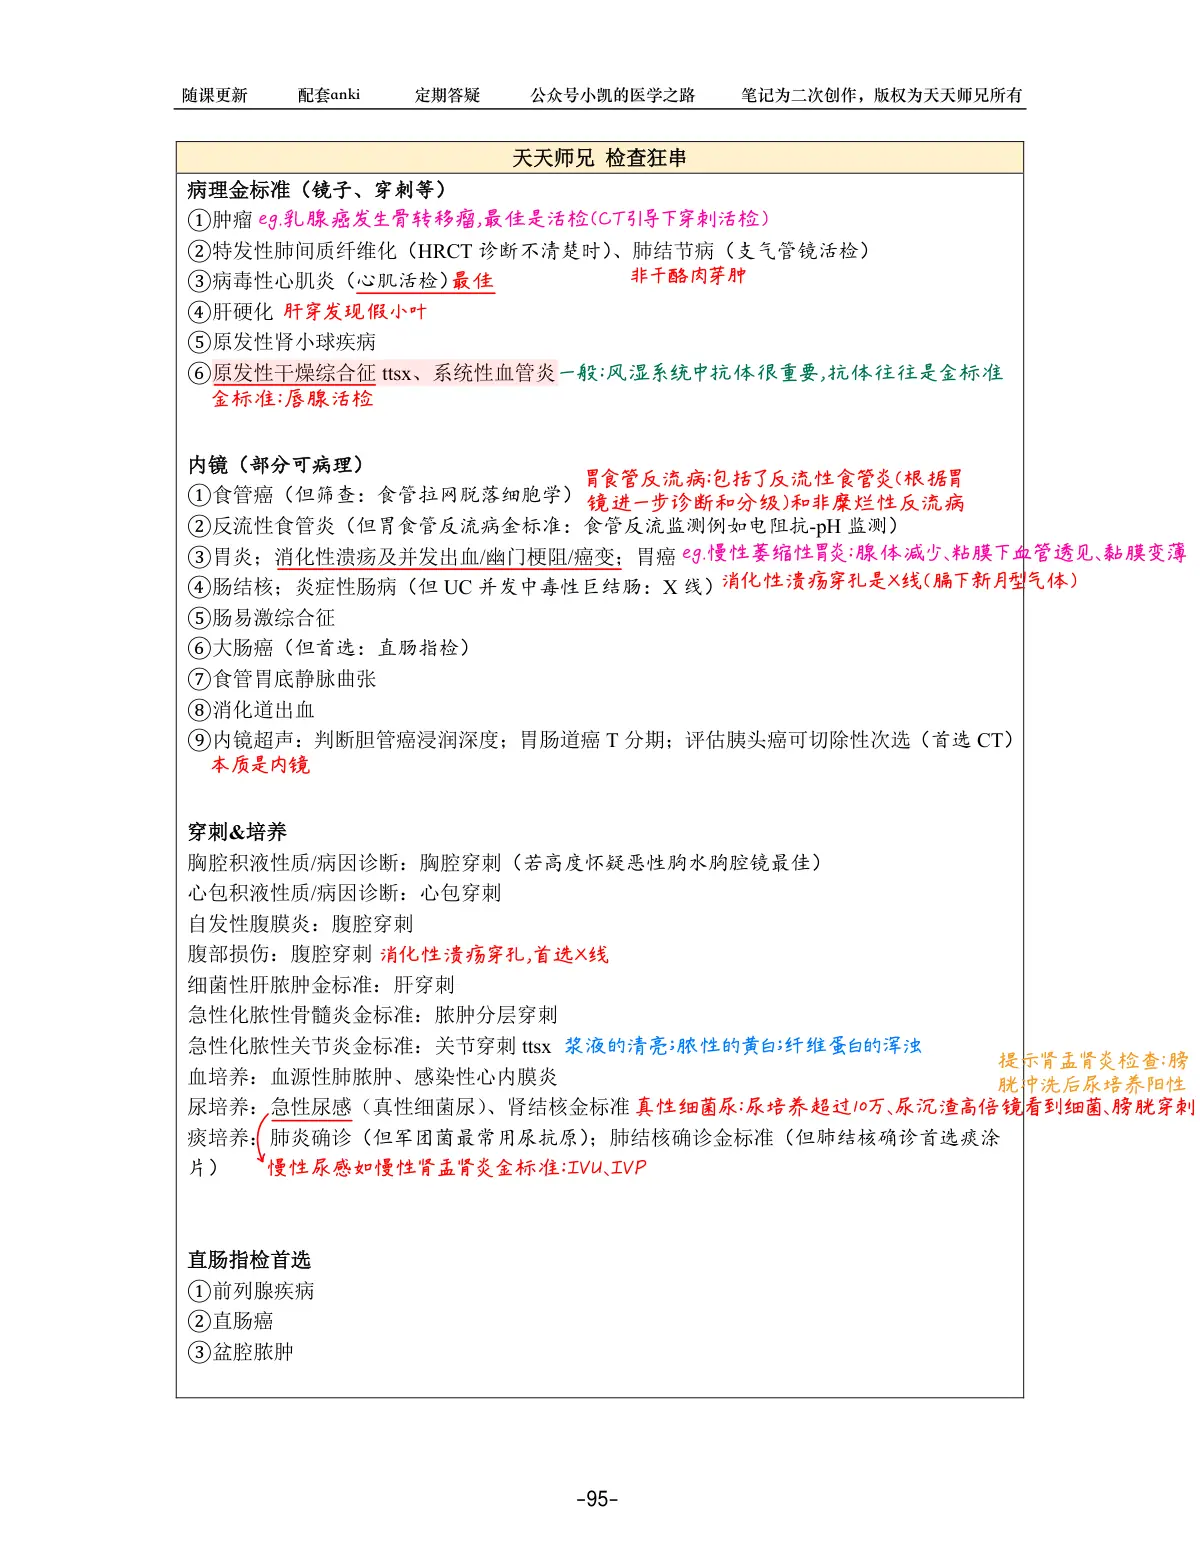 随课更新 配套anki 定期答疑 公众号小凯的医学之路 笔记为二次创作，版权为天天师兄所有
天天师兄 检查狂串
病理金标准（镜子、穿刺等）
①肿瘤 eg.乳腺癌发生骨转移瘤,最佳是活检(CT引导下穿刺活检)
②特发性肺间质纤维化（HRCT 诊断不清楚时）、肺结节病（支气管镜活检）
③病毒性心肌炎（心肌活检）最佳 非干酪肉芽肿
④肝硬化 肝穿发现假小叶
⑤原发性肾小球疾病
⑥原发性干燥综合征 ttsx、系统性血管炎 一般:风湿系统中抗体很重要,抗体往往是金标准
金标准:唇腺活检
内镜（部分可病理）
胃食管反流病:包括了反流性食管炎(根据胃
①食管癌（但筛查：食管拉网脱落细胞学） 镜进一步诊断和分级)和非糜烂性反流病
②反流性食管炎（但胃食管反流病金标准：食管反流监测例如电阻抗-pH 监测）
③胃炎；消化性溃疡及并发出血/幽门梗阻/癌变；胃癌 eg.慢性萎缩性胃炎:腺体减少、粘膜下血管透见、黏膜变薄
④肠结核；炎症性肠病（但 UC 并发中毒性巨结肠：X 线） 消化性溃疡穿孔是X线(膈下新月型气体)
⑤肠易激综合征
⑥大肠癌（但首选：直肠指检）
⑦食管胃底静脉曲张
⑧消化道出血
⑨内镜超声：判断胆管癌浸润深度；胃肠道癌 T 分期；评估胰头癌可切除性次选（首选 CT）
本质是内镜
穿刺&培养
胸腔积液性质/病因诊断：胸腔穿刺（若高度怀疑恶性胸水胸腔镜最佳）
心包积液性质/病因诊断：心包穿刺
自发性腹膜炎：腹腔穿刺
腹部损伤：腹腔穿刺 消化性溃疡穿孔,首选X线
细菌性肝脓肿金标准：肝穿刺
急性化脓性骨髓炎金标准：脓肿分层穿刺
急性化脓性关节炎金标准：关节穿刺 ttsx 浆液的清亮;脓性的黄白;纤维蛋白的浑浊
提示肾盂肾炎检查:膀
血培养：血源性肺脓肿、感染性心内膜炎
胱冲洗后尿培养阳性
尿培养：急性尿感（真性细菌尿）、肾结核金标准 真性细菌尿:尿培养超过10万、尿沉渣高倍镜看到细菌、膀胱穿刺
痰培养：肺炎确诊（但军团菌最常用尿抗原）；肺结核确诊金标准（但肺结核确诊首选痰涂
片） 慢性尿感如慢性肾盂肾炎金标准:IVU、IVP
直肠指检首选
①前列腺疾病
②直肠癌
③盆腔脓肿
-95-